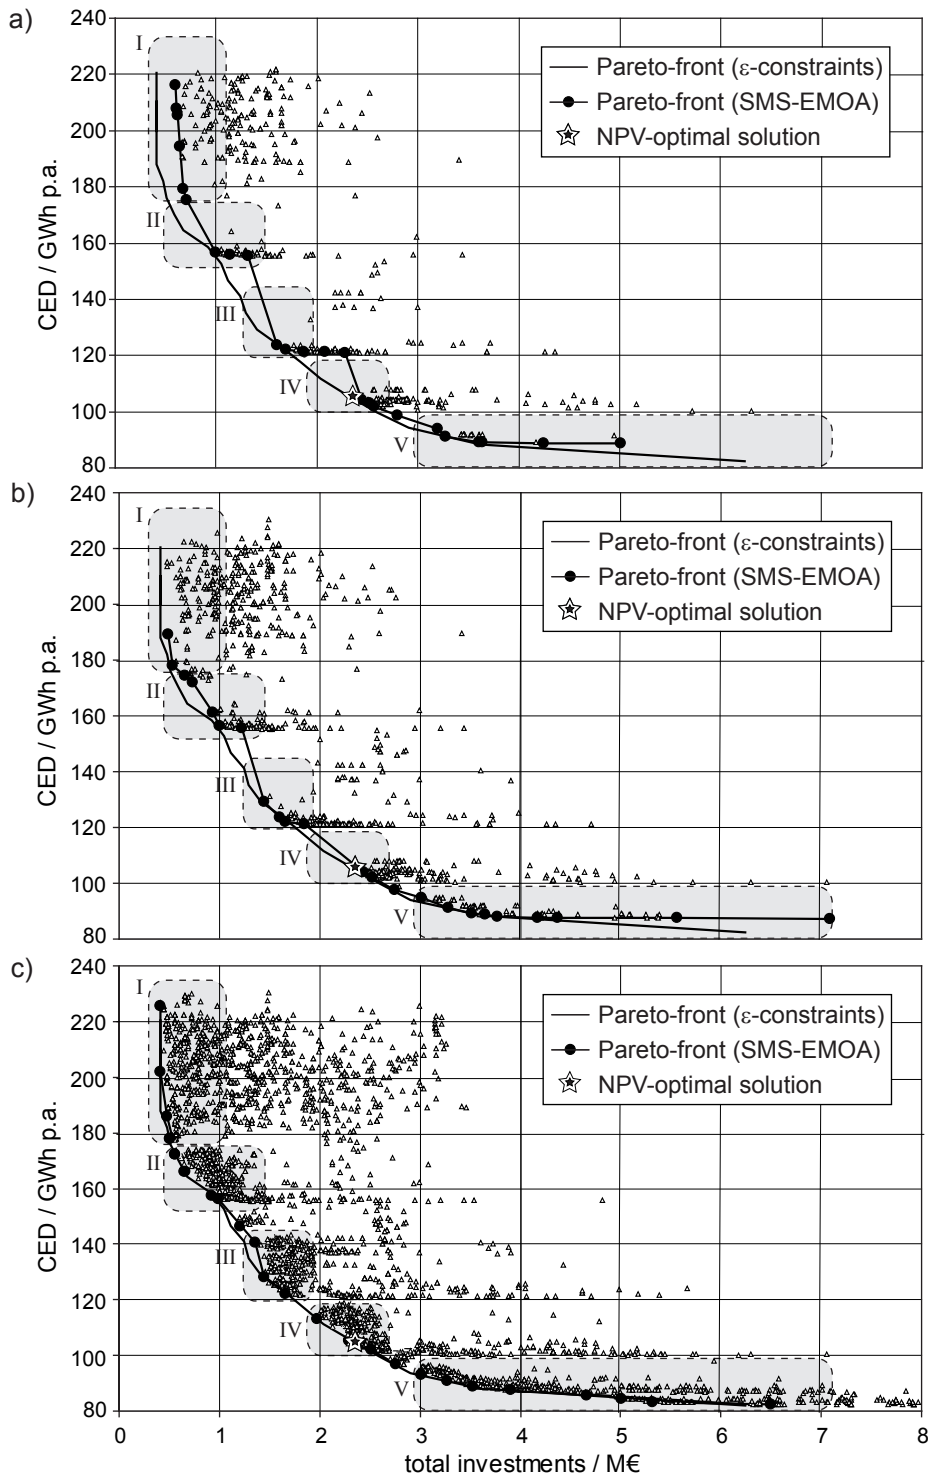 a)
240
220
200
180
160
140
120
100
80
CED / GWh p.a.
I
II
III
IV
V
Pareto-front (ε-constraints)
Pareto-front (SMS-EMOA)
NPV-optimal solution
b)
240
220
200
180
160
140
120
100
80
CED / GWh p.a.
I
II
III
IV
V
Pareto-front (ε-constraints)
Pareto-front (SMS-EMOA)
NPV-optimal solution
c)
240
220
200
180
160
140
120
100
80
CED / GWh p.a.
I
II
III
IV
V
Pareto-front (ε-constraints)
Pareto-front (SMS-EMOA)
NPV-optimal solution
0 1 2 3 4 5 6 7 8
total investments / M€